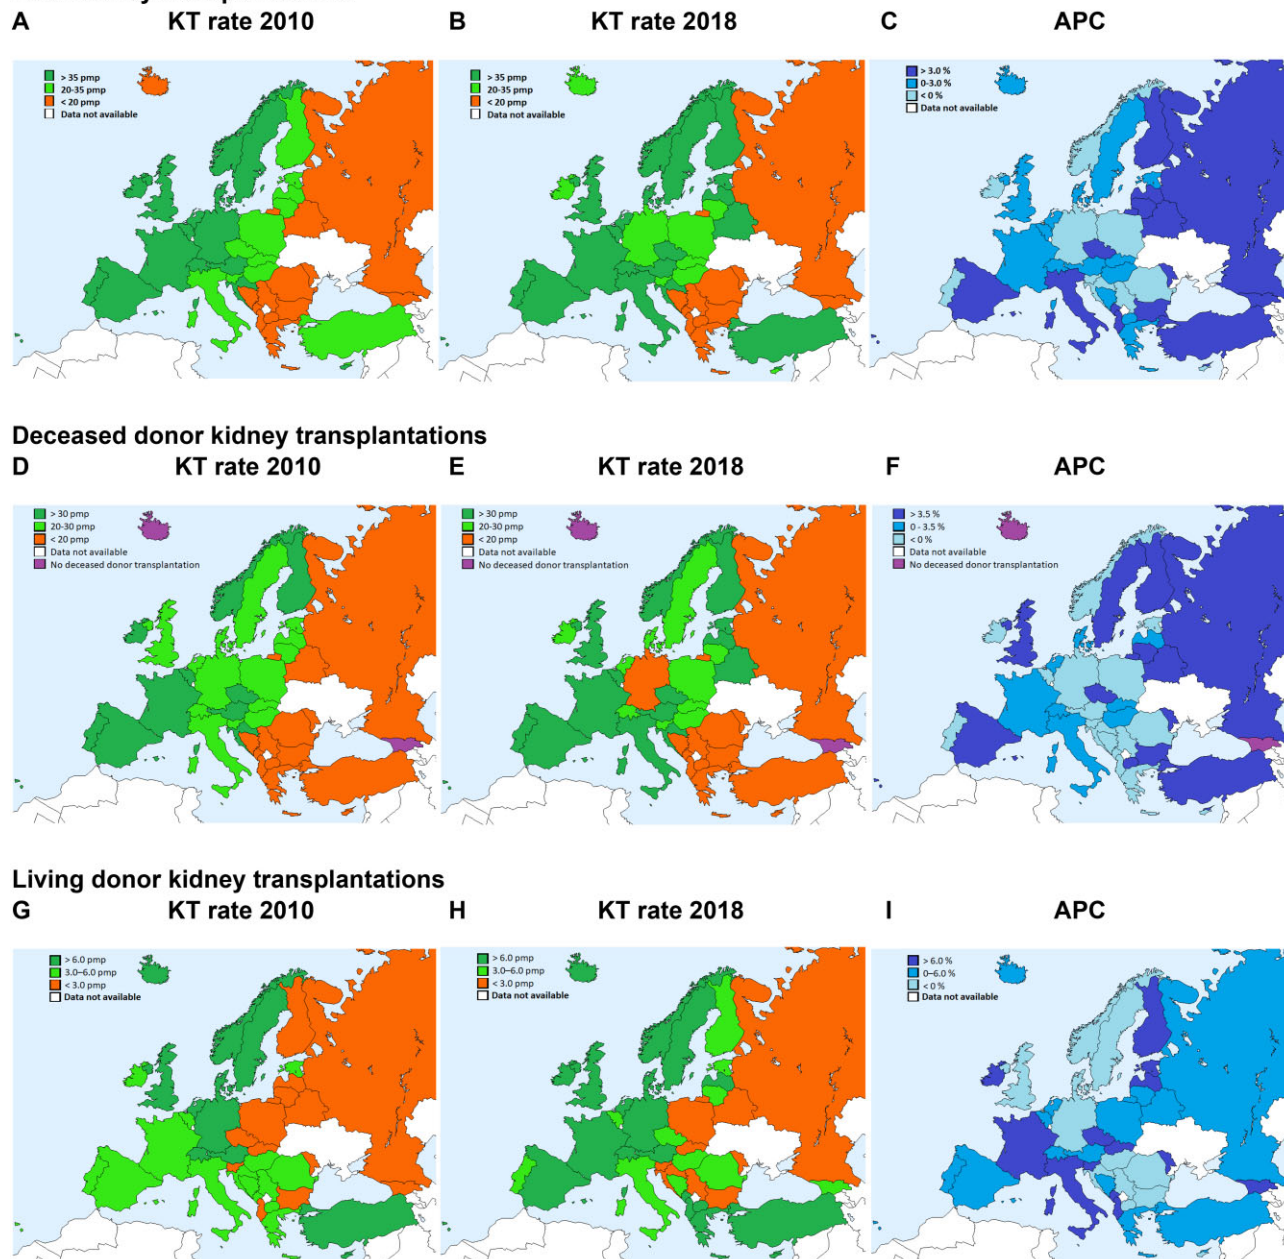 A KT rate 2010 B KT rate 2018 C APC
> 35 pmp
20-35 pmp
< 20 pmp
Data not available
> 35 pmp
20-35 pmp
< 20 pmp
Data not available
> 3.0 %
0-3.0 %
< 0 %
Data not available
Deceased donor kidney transplantations
D KT rate 2010 E KT rate 2018 F APC
> 30 pmp
20-30 pmp
< 20 pmp
Data not available
No deceased donor transplantation
> 30 pmp
20-30 pmp
< 20 pmp
Data not available
No deceased donor transplantation
> 3.5 %
0 - 3.5 %
< 0 %
Data not available
No deceased donor transplantation
Living donor kidney transplantations
G KT rate 2010 H KT rate 2018 I APC
> 6.0 pmp
3.0–6.0 pmp
< 3.0 pmp
Data not available
> 6.0 pmp
3.0–6.0 pmp
< 3.0 pmp
Data not available
> 6.0 %
0–6.0 %
< 0 %
Data not available